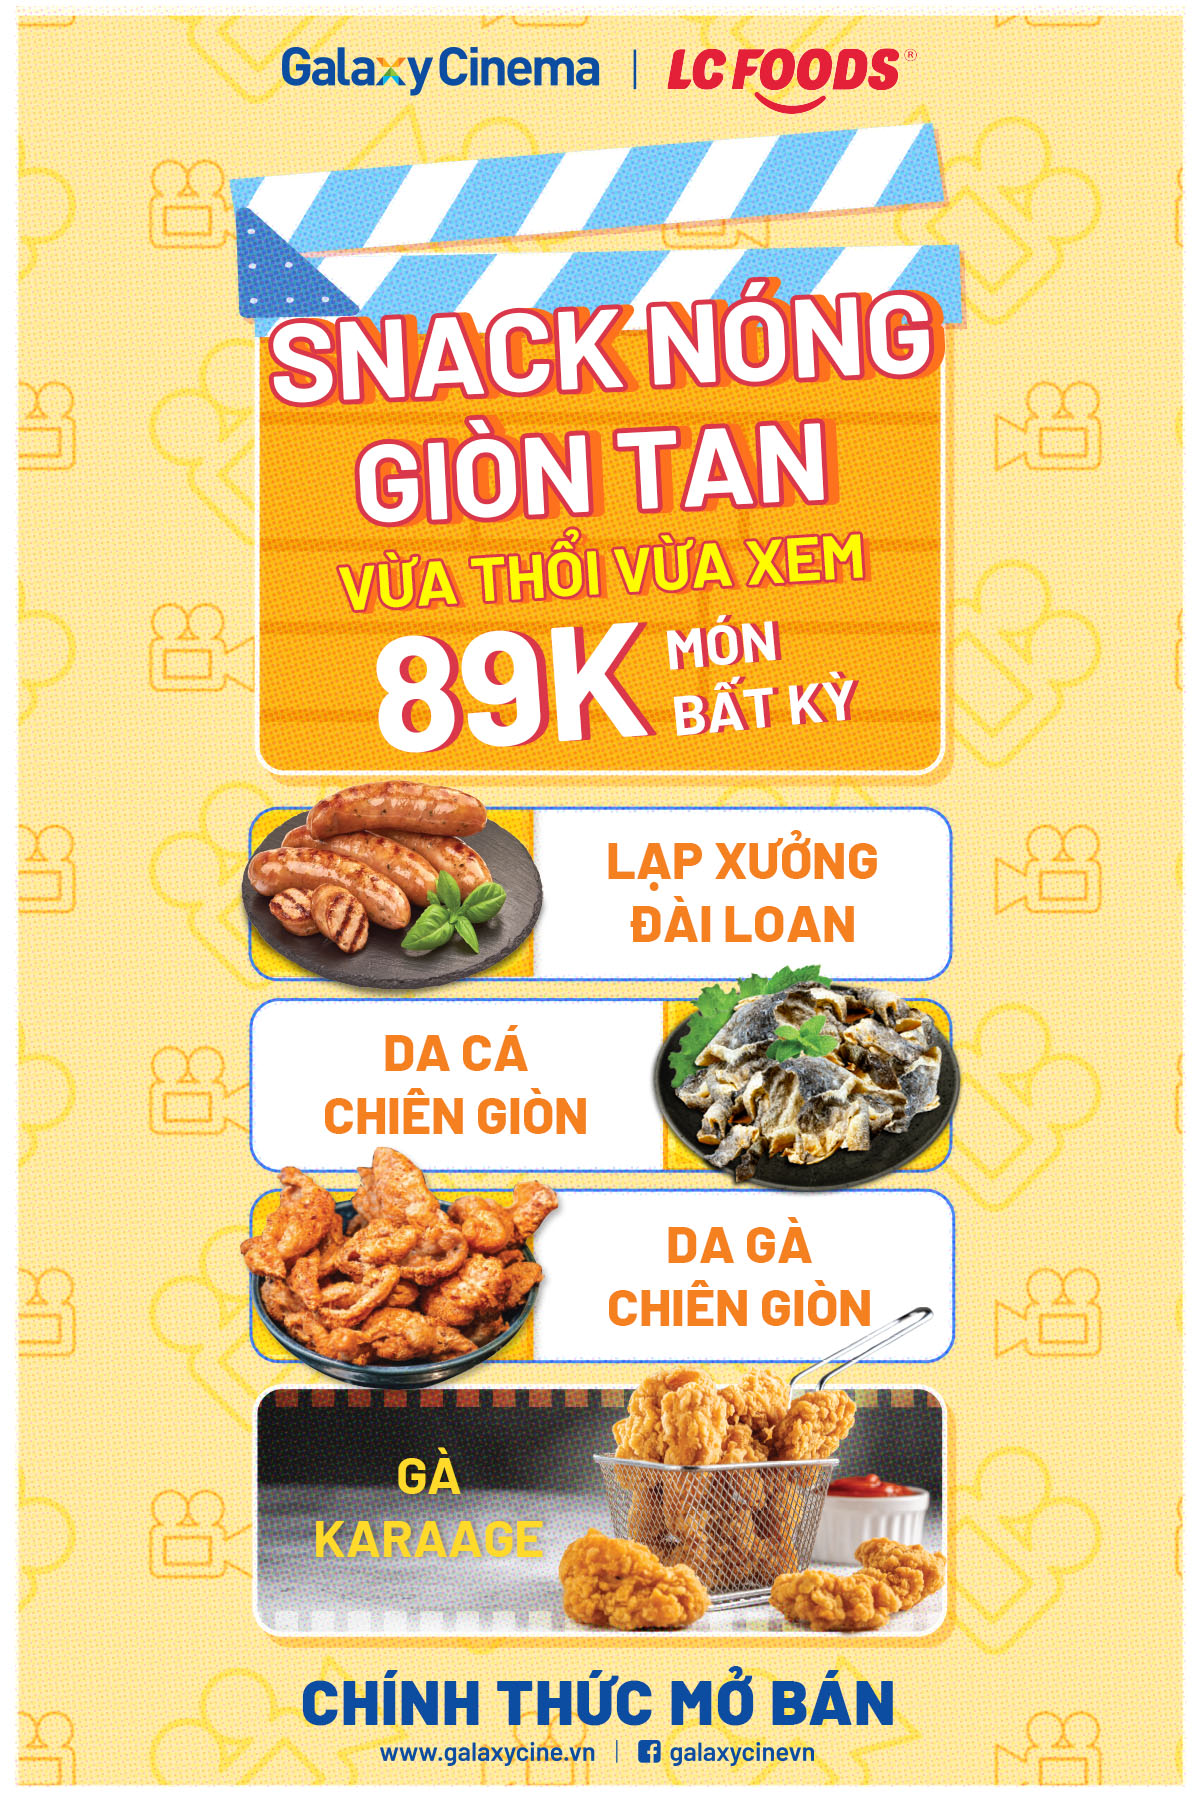 Galaxy Cinema | LC FOODS®
SNACK NÓNG
GIÒN TAN
VỪA THỔI VỪA XEM
89K MÓN
BẤT KỲ
LẠP XƯỞNG
ĐÀI LOAN
DA CÁ
CHIÊN GIÒN
DA GÀ
CHIÊN GIÒN
GÀ
KARAAGE
CHÍNH THỨC MỞ BÁN
www.galaxycine.vn | galaxycinevn